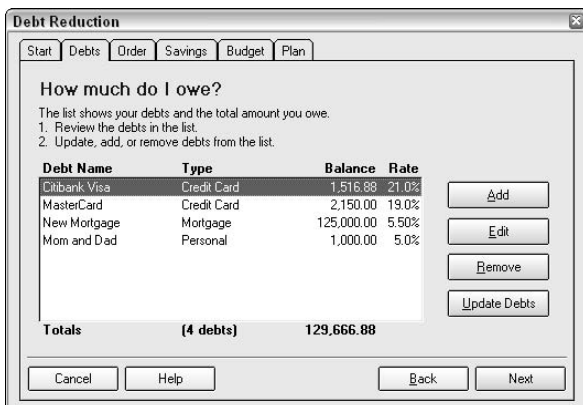 Debt Reduction
Start Debts Order Savings Budget Plan
How much do I owe?
The list shows your debts and the total amount you owe.
1. Review the debts in the list.
2. Update, add, or remove debts from the list.
Debt Name Type Balance Rate
Citibank Visa Credit Card 1,516.88 21.0%
MasterCard Credit Card 2,150.00 19.0%
New Mortgage Mortgage 125,000.00 5.50%
Mom and Dad Personal 1,000.00 5.0%
Totals (4 debts) 129,666.88
Add
Edit
Remove
Update Debts
Cancel Help Back Next